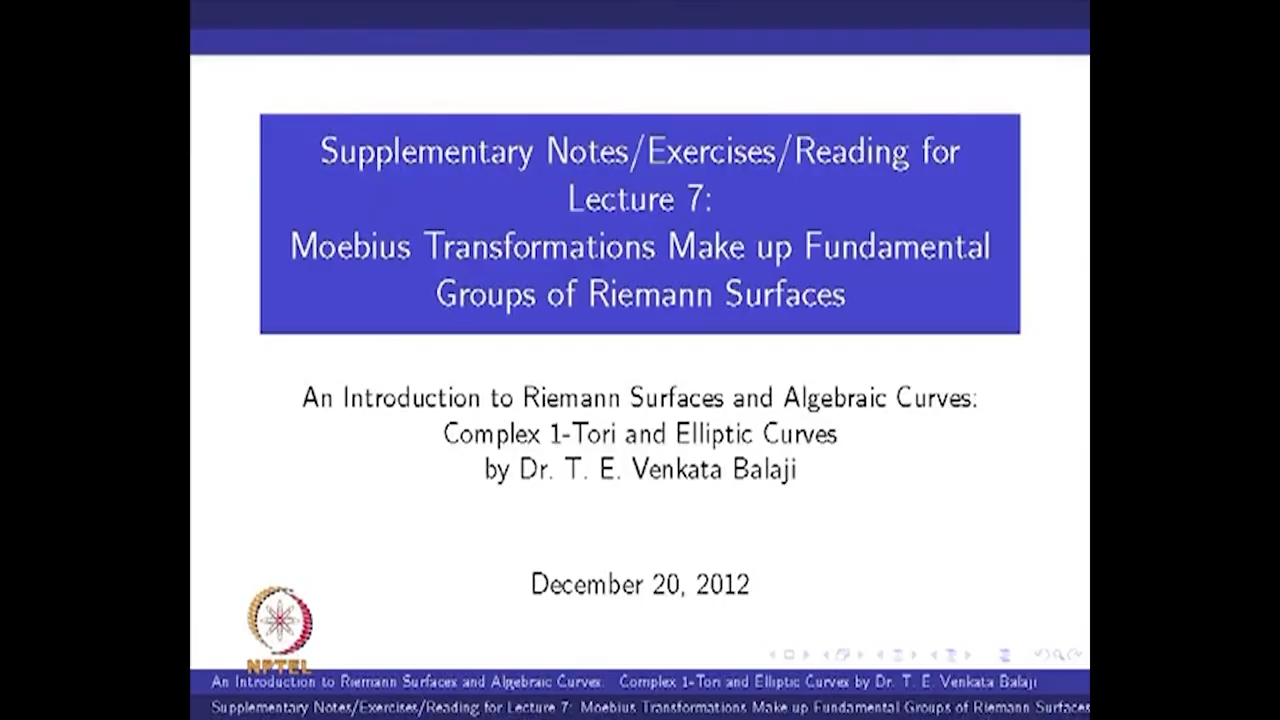 Supplementary Notes/Exercises/Reading for
Lecture 7:
Moebius Transformations Make up Fundamental
Groups of Riemann Surfaces
An Introduction to Riemann Surfaces and Algebraic Curves:
Complex 1-Tori and Elliptic Curves
by Dr. T. E. Venkata Balaji
December 20, 2012
NPTEL
An Introduction to Riemann Surfaces and Algebraic Curves: Complex 1-Tori and Elliptic Curves by Dr. T. E. Venkata Balaji
Supplementary Notes/Exercises/Reading for Lecture 7: Moebius Transformations Make up Fundamental Groups of Riemann Surfaces